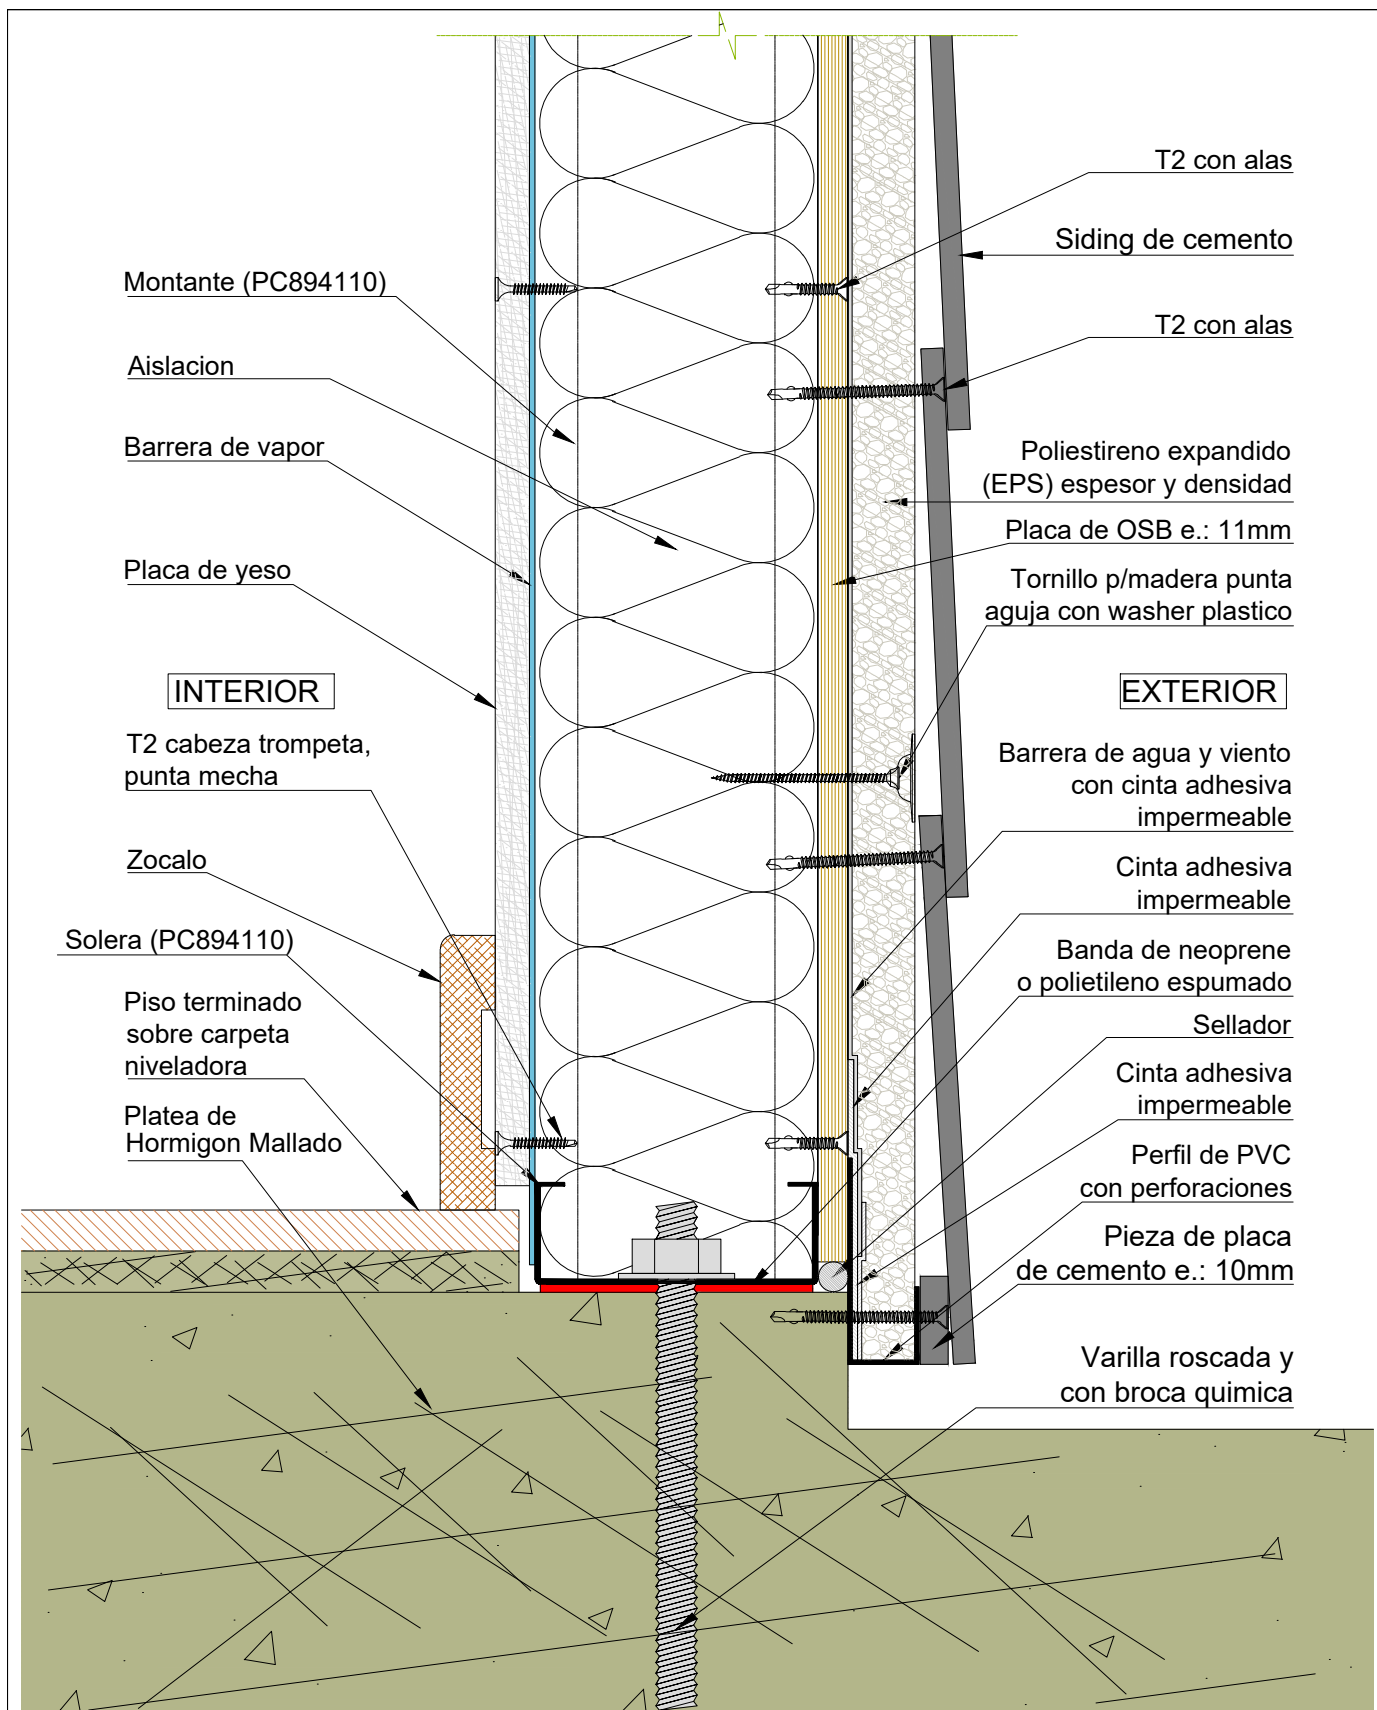 Montante (PC894110)
Aislacion
Barrera de vapor
Placa de yeso
INTERIOR
T2 cabeza trompeta,
punta mecha
Zocalo
Solera (PC894110)
Piso terminado
sobre carpeta
niveladora
Platea de
Hormigon Mallado
T2 con alas
Siding de cemento
T2 con alas
Poliestireno expandido
(EPS) espesor y densidad
Placa de OSB e.: 11mm
Tornillo p/madera punta
aguja con washer plastico
EXTERIOR
Barrera de agua y viento
con cinta adhesiva
impermeable
Cinta adhesiva
impermeable
Banda de neoprene
o polietileno espumado
Sellador
Cinta adhesiva
impermeable
Perfil de PVC
con perforaciones
Pieza de placa
de cemento e.: 10mm
Varilla roscada y
con broca quimica